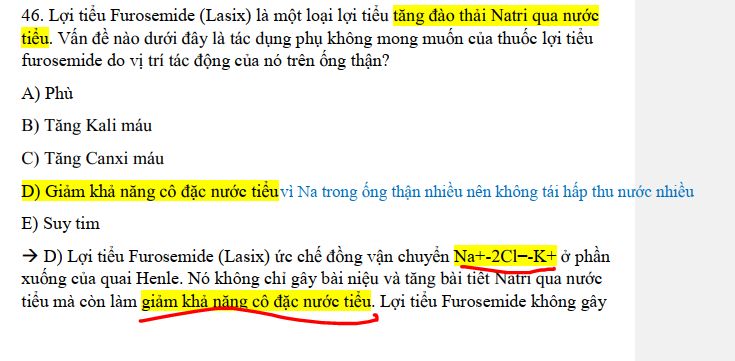 46. Lợi tiểu Furosemide (Lasix) là một loại lợi tiểu tăng đào thải Natri qua nước
tiểu. Vấn đề nào dưới đây là tác dụng phụ không mong muốn của thuốc lợi tiểu
furosemide do vị trí tác động của nó trên ống thận?
A) Phù
B) Tăng Kali máu
C) Tăng Canxi máu
D) Giảm khả năng cô đặc nước tiểu vì Na trong ống thận nhiều nên không tái hấp thu nước nhiều
E) Suy tim
→ D) Lợi tiểu Furosemide (Lasix) ức chế đồng vận chuyển Na+-2Cl−-K+ ở phần
xuống của quai Henle. Nó không chỉ gây bài niệu và tăng bài tiết Natri qua nước
tiểu mà còn làm giảm khả năng cô đặc nước tiểu. Lợi tiểu Furosemide không gây